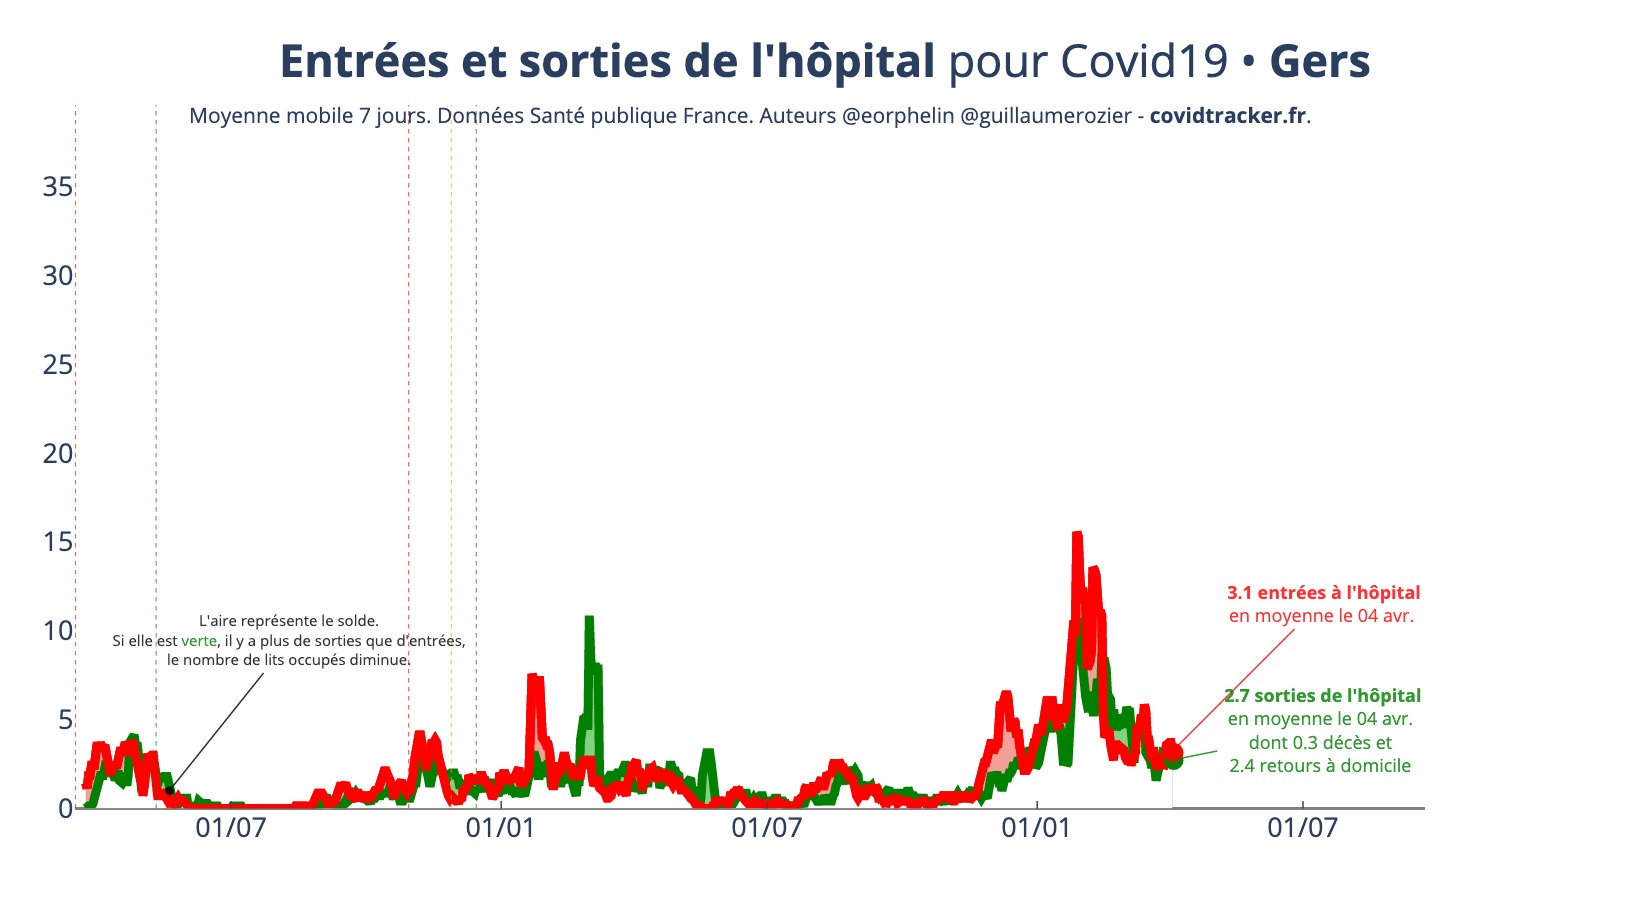 Entrées et sorties de l'hôpital pour Covid19 • Gers
Moyenne mobile 7 jours. Données Santé publique France. Auteurs @eorphelin @guillaumerozier - covidtracker.fr.
35
30
25
20
15
10
5
0
L'aire représente le solde.
Si elle est verte, il y a plus de sorties que d'entrées,
le nombre de lits occupés diminue.
3.1 entrées à l'hôpital
en moyenne le 04 avr.
2.7 sorties de l'hôpital
en moyenne le 04 avr.
dont 0.3 décès et
2.4 retours à domicile
01/07
01/01
01/07
01/01
01/07